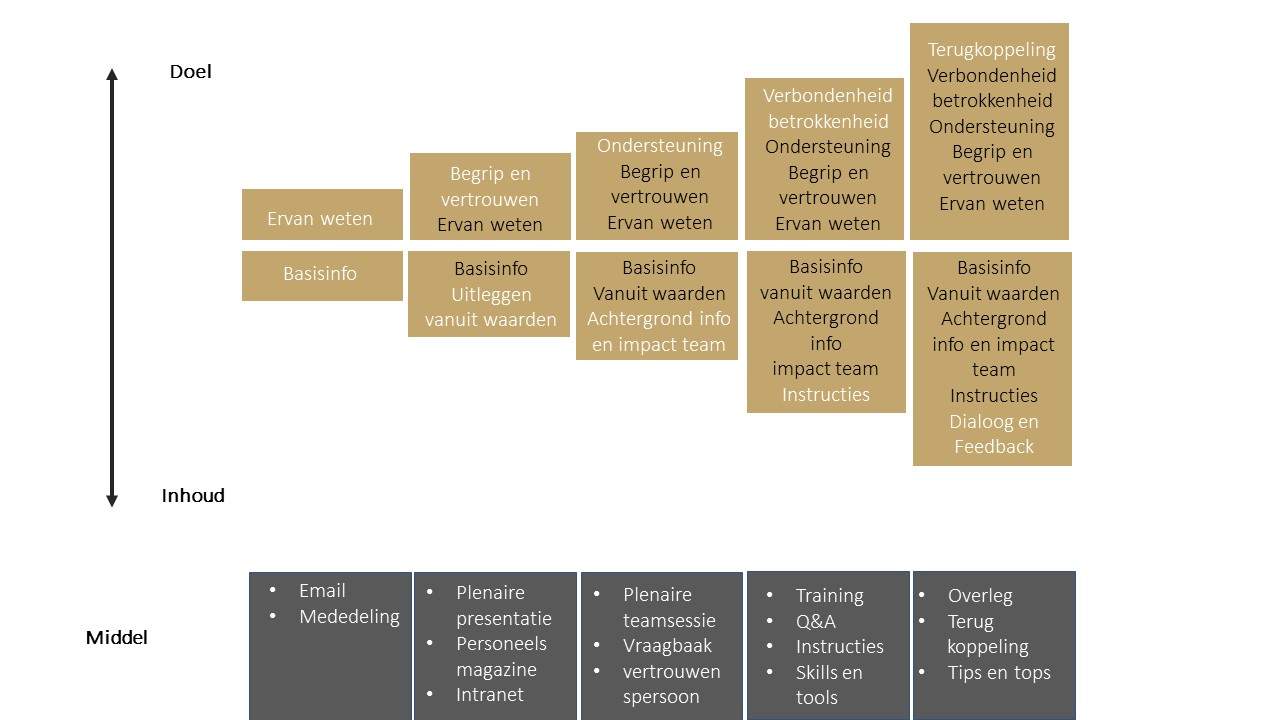 Doel
Ervan weten
Begrip en
vertrouwen
Ervan weten
Ondersteuning
Begrip en
vertrouwen
Ervan weten
Verbondenheid
betrokkenheid
Ondersteuning
Begrip en
vertrouwen
Ervan weten
Terugkoppeling
Verbondenheid
betrokkenheid
Ondersteuning
Begrip en
vertrouwen
Ervan weten
Basisinfo
Basisinfo
Uitleggen
vanuit waarden
Basisinfo
Vanuit waarden
Achtergrond info
en impact team
Basisinfo
vanuit waarden
Achtergrond
info
impact team
Instructies
Basisinfo
Vanuit waarden
Achtergrond
info en impact
team
Instructies
Dialoog en
Feedback
Inhoud
Middel
• Email
• Mededeling
• Plenaire
presentatie
• Personeels
magazine
• Intranet
• Plenaire
teamsessie
• Vraagbaak
• vertrouwen
spersoon
• Training
• Q&A
• Instructies
• Skills en
tools
• Overleg
• Terug
koppeling
• Tips en tops